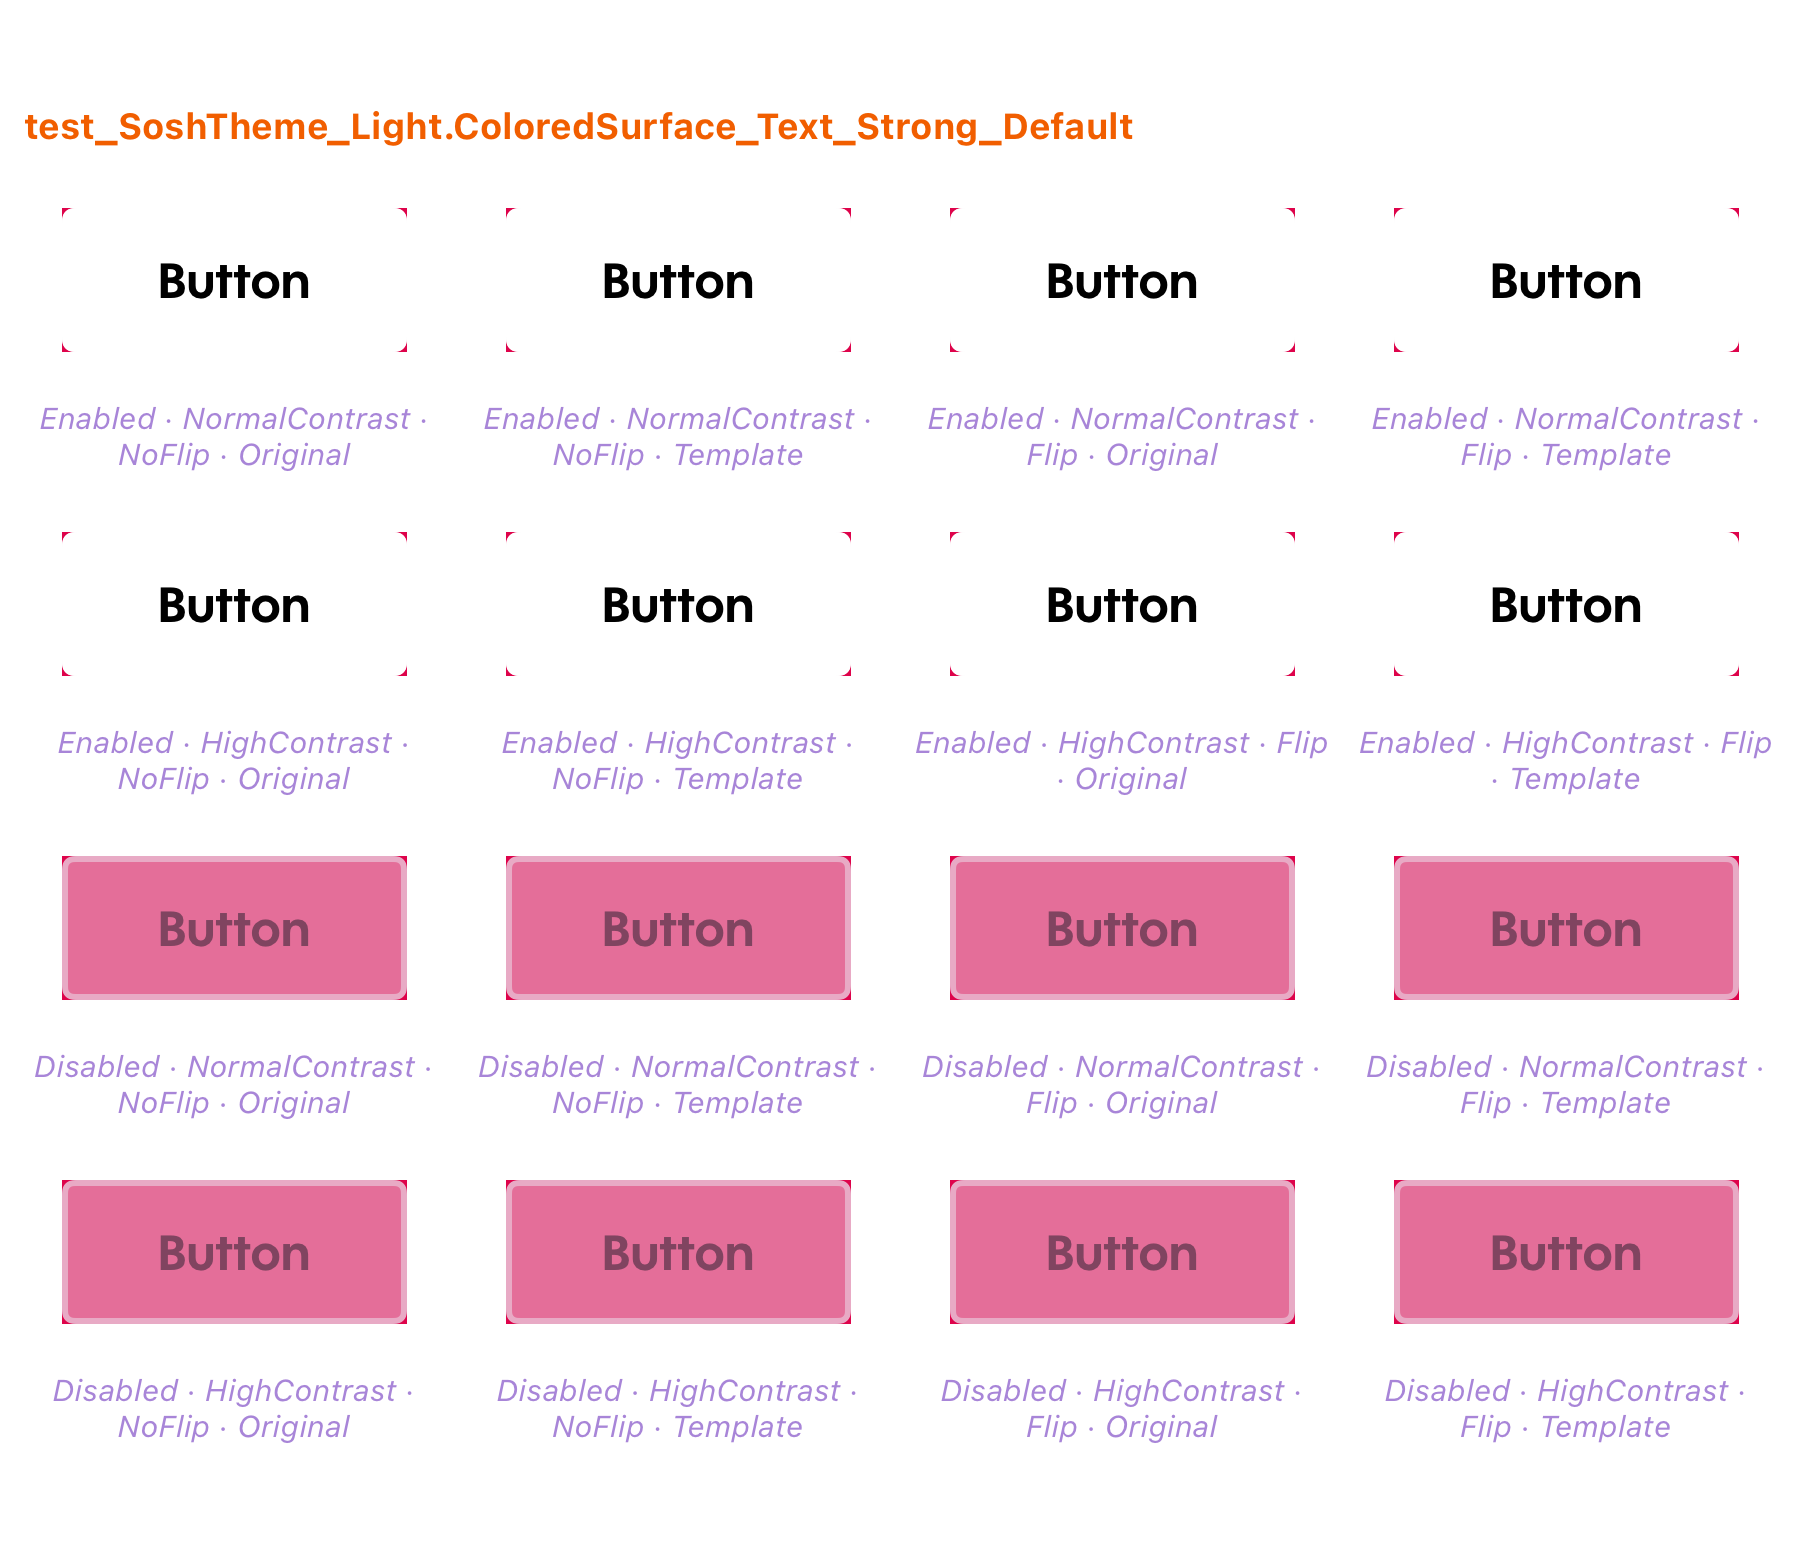 test_SoshTheme_Light.ColoredSurface_Text_Strong_Default
Button Button Button Button
Enabled · NormalContrast · Enabled · NormalContrast · Enabled · NormalContrast · Enabled · NormalContrast ·
NoFlip · Original NoFlip · Template Flip · Original Flip · Template
Button Button Button Button
Enabled · HighContrast · Enabled · HighContrast · Enabled · HighContrast · Flip Enabled · HighContrast · Flip
NoFlip · Original NoFlip · Template · Original · Template
Button Button Button Button
Disabled · NormalContrast · Disabled · NormalContrast · Disabled · NormalContrast · Disabled · NormalContrast ·
NoFlip · Original NoFlip · Template Flip · Original Flip · Template
Button Button Button Button
Disabled · HighContrast · Disabled · HighContrast · Disabled · HighContrast · Disabled · HighContrast ·
NoFlip · Original NoFlip · Template Flip · Original Flip · Template